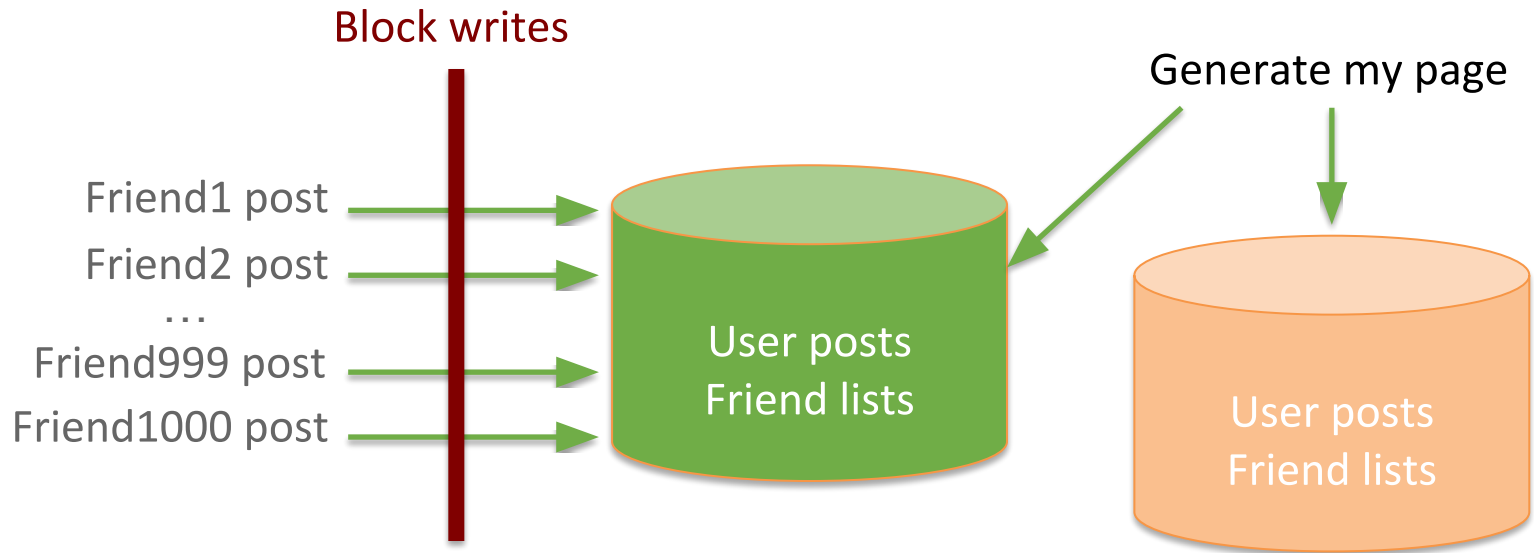 Block writes
Generate my page
Friend1 post
Friend2 post
...
Friend999 post
Friend1000 post
User posts
Friend lists
User posts
Friend lists